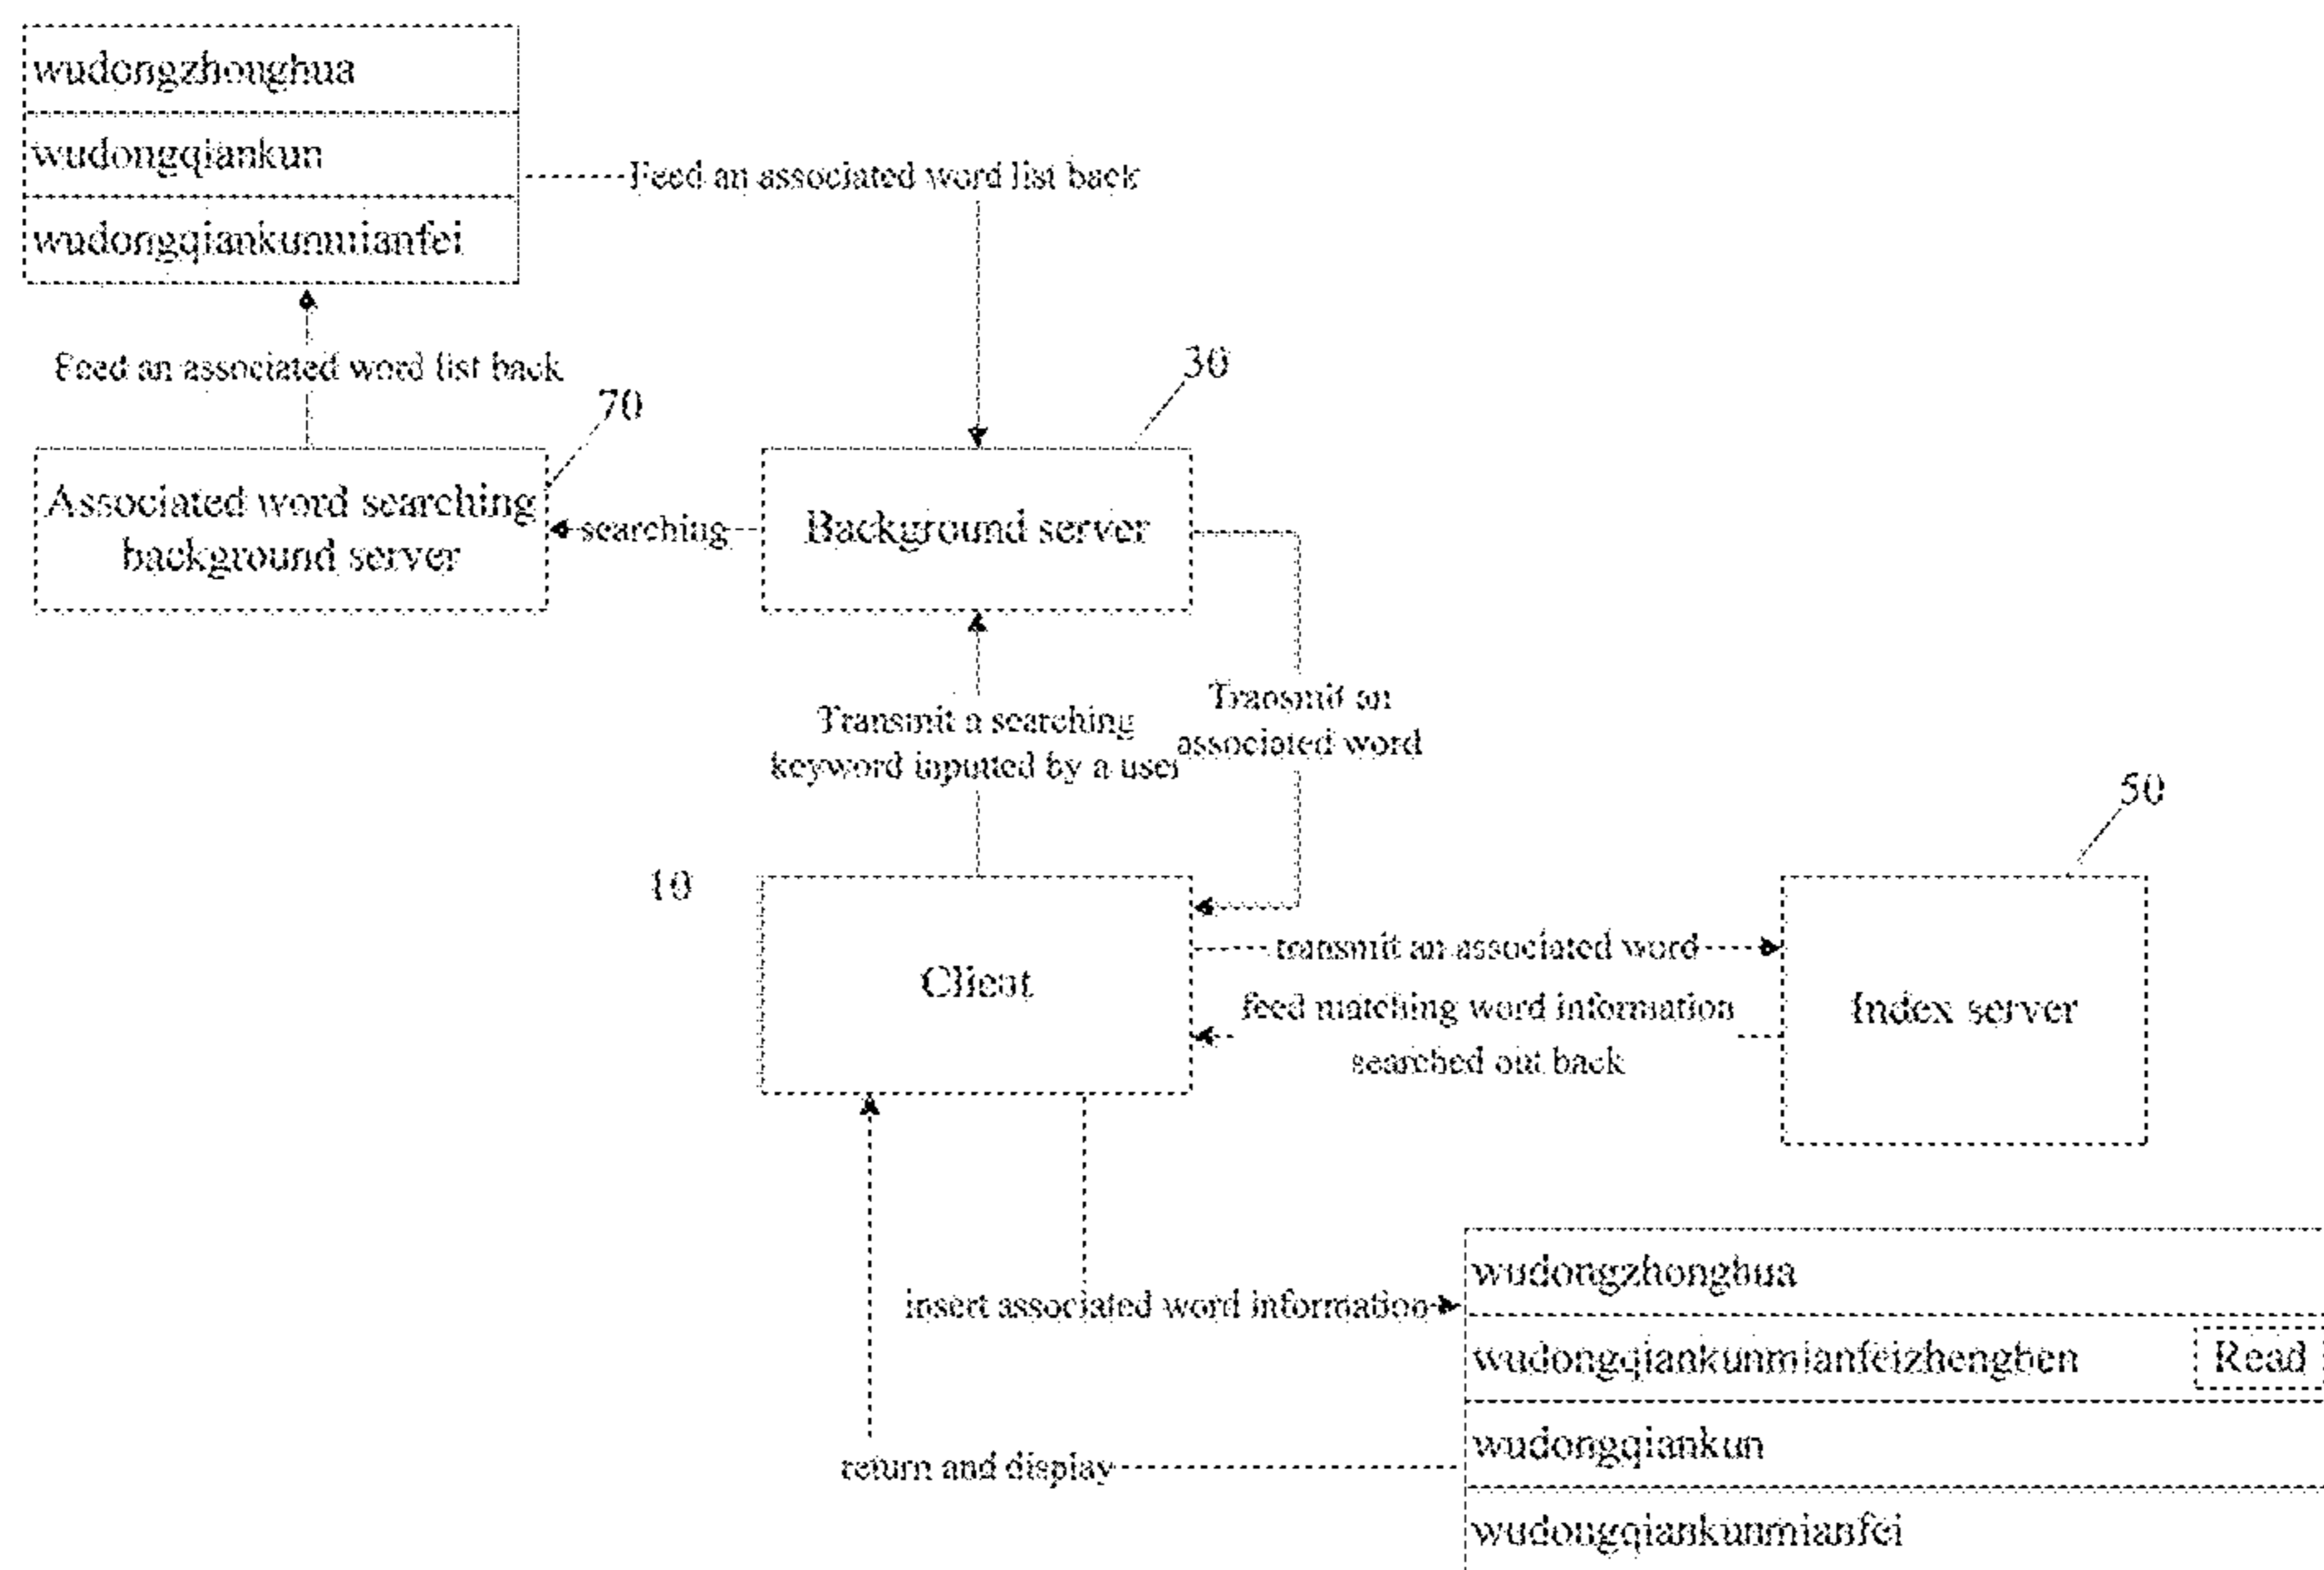 wudongzhonghua
wudongqiankun
wudongqiankunmianfei
Feed an associated word list back
Feed an associated word list back
30
70
Associated word searching
background server
searching
Background server
Transmit a searching
keyword inputted by a user
Transmit an
associated word
50
10
Client
transmit an associated word
feed matching word information
searched out back
Index server
insert associated word information
return and display
wudongzhonghua
wudongqiankunmianfeizhengben
Read
wudongqiankun
wudongqiankunmianfei